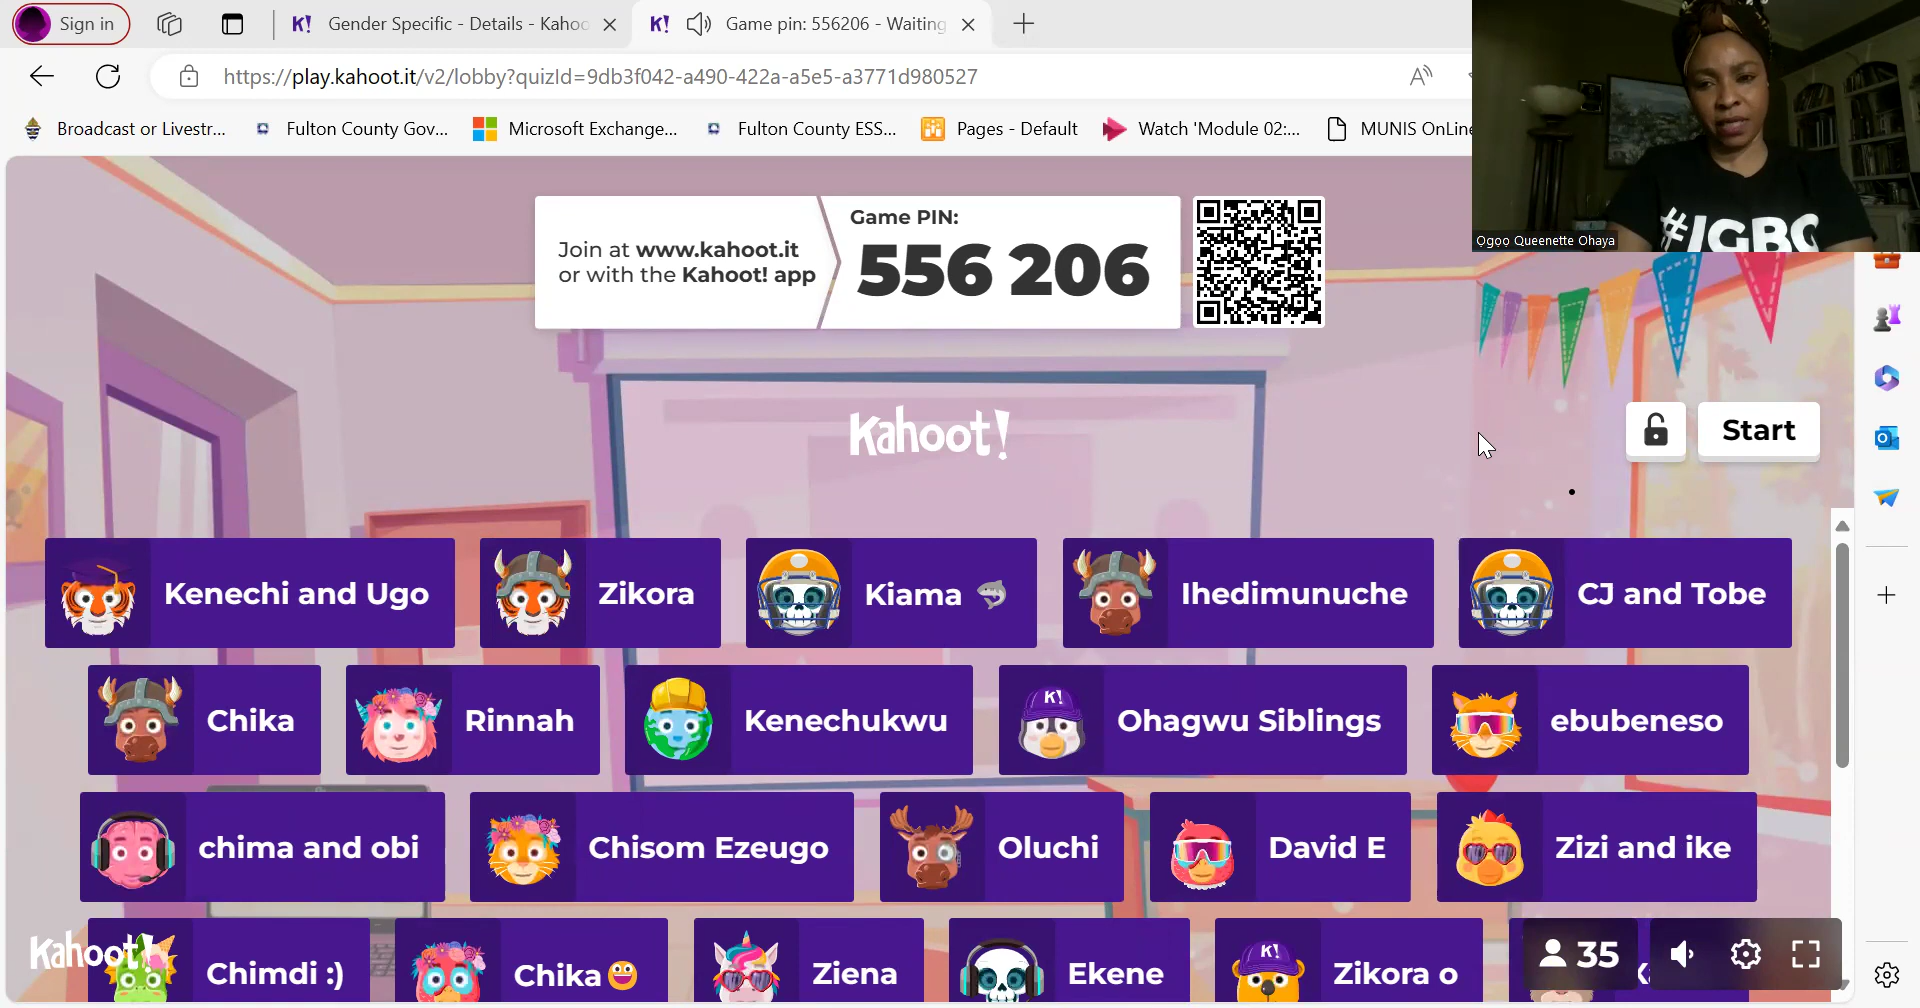 Sign in
Gender Specific - Details - Kahoo
Game pin: 556206 - Waiting
https://play.kahoot.it/v2/lobby?quizId=9db3f042-a490-422a-a5e5-a3771d980527
Broadcast or Livestr...
Fulton County Gov...
Microsoft Exchange...
Fulton County ESS...
Pages - Default
Watch 'Module 02:...
MUNIS OnLine
#IGBO
Ogoo Queenette Ohaya
Join at www.kahoot.it
or with the Kahoot! app
Game PIN:
556 206
Kahoot!
Start
Kenechi and Ugo
Zikora
Kiama 🦈
Ihedimunuche
CJ and Tobe
Chika
Rinnah
Kenechukwu
Ohagwu Siblings
ebubeneso
chima and obi
Chisom Ezeugo
Oluchi
David E
Zizi and ike
Kahoot!
Chimdi :)
Chika😀
Ziena
Ekene
Zikora o
35